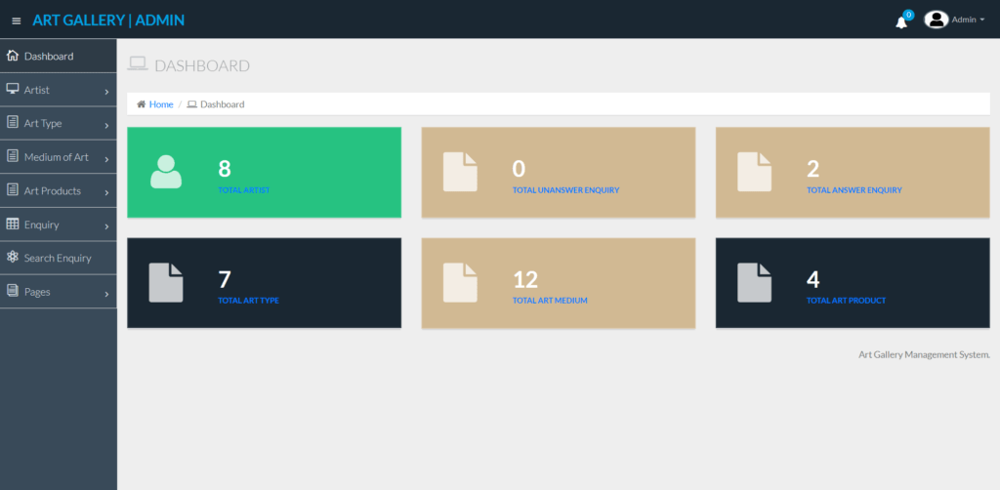 ART GALLERY | ADMIN
0
Admin
Dashboard
Artist
Art Type
Medium of Art
Art Products
Enquiry
Search Enquiry
Pages
DASHBOARD
Home / Dashboard
8
TOTAL ARTIST
0
TOTAL UNANSWER ENQUIRY
2
TOTAL ANSWER ENQUIRY
7
TOTAL ART TYPE
12
TOTAL ART MEDIUM
4
TOTAL ART PRODUCT
Art Gallery Management System.